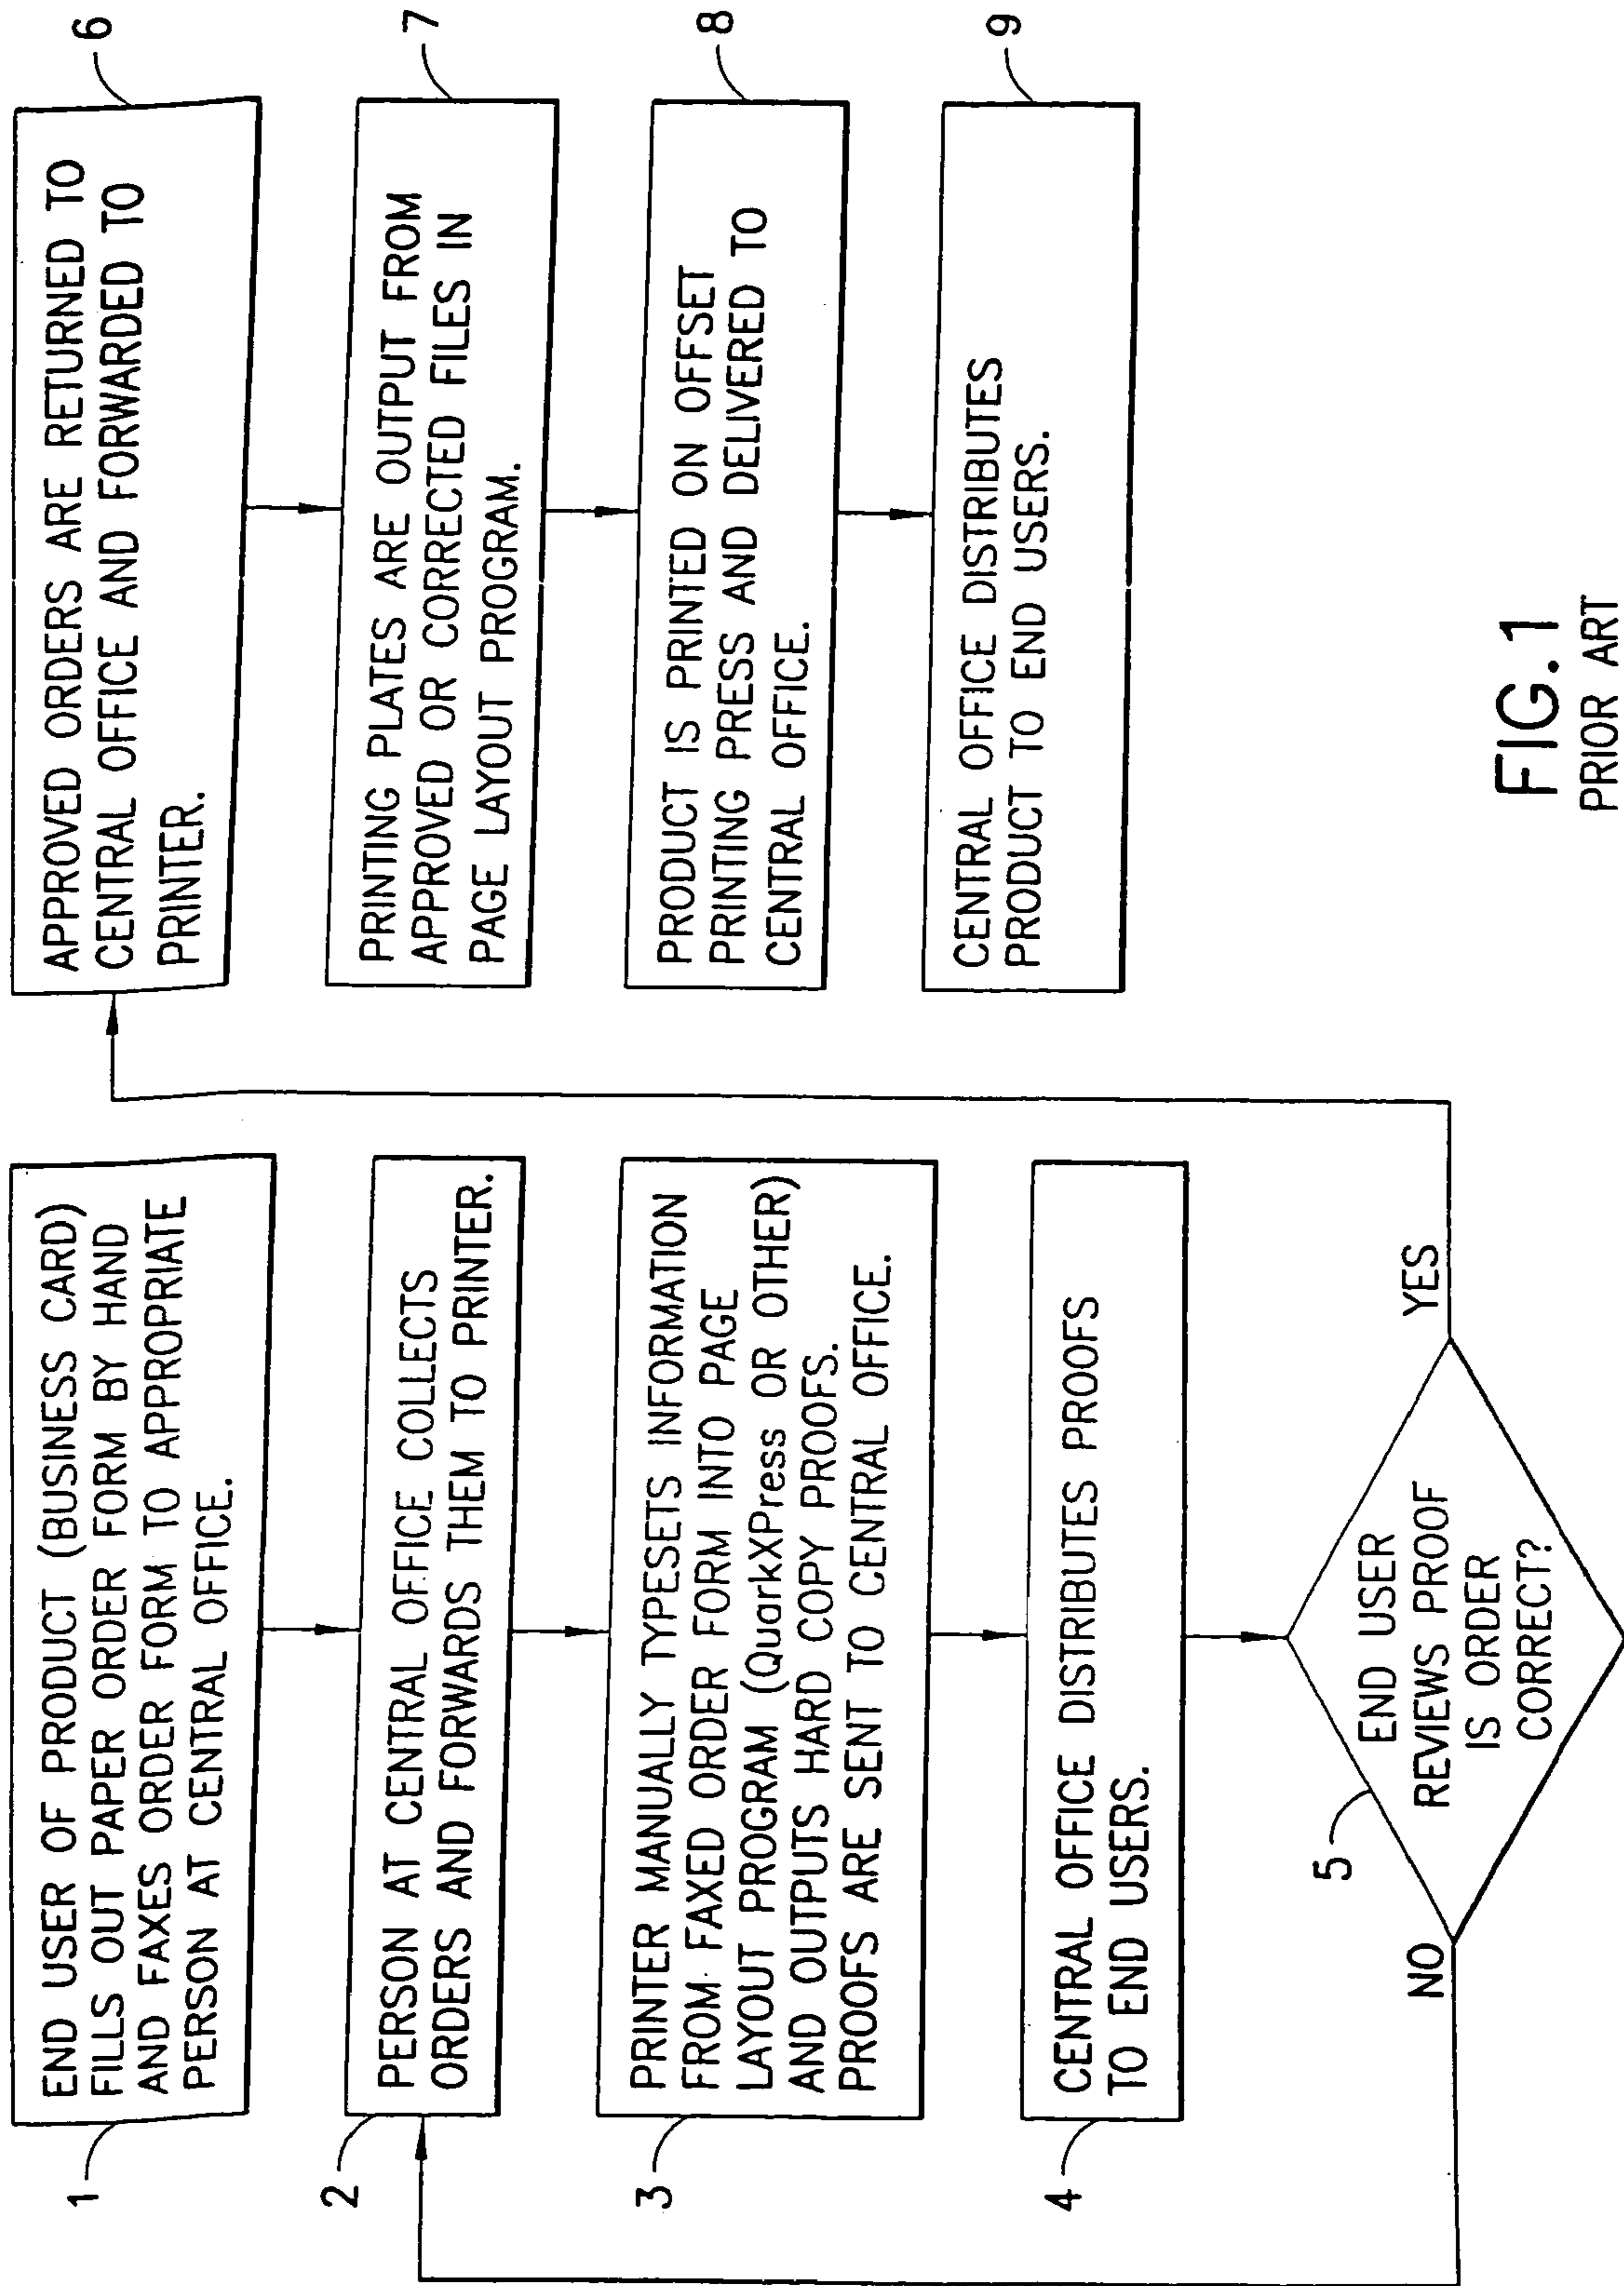 1
END USER OF PRODUCT (BUSINESS CARD)
FILLS OUT PAPER ORDER FORM BY HAND
AND FAXES ORDER FORM TO APPROPRIATE
PERSON AT CENTRAL OFFICE.
2
PERSON AT CENTRAL OFFICE COLLECTS
ORDERS AND FORWARDS THEM TO PRINTER.
3
PRINTER MANUALLY TYPESETS INFORMATION
FROM FAXED ORDER FORM INTO PAGE
LAYOUT PROGRAM (QuarkXPress OR OTHER)
AND OUTPUTS HARD COPY PROOFS.
PROOFS ARE SENT TO CENTRAL OFFICE.
4
CENTRAL OFFICE DISTRIBUTES PROOFS
TO END USERS.
5
END USER
REVIEWS PROOF
IS ORDER
CORRECT?
NO
YES
6
APPROVED ORDERS ARE RETURNED TO
CENTRAL OFFICE AND FORWARDED TO
PRINTER.
7
PRINTING PLATES ARE OUTPUT FROM
APPROVED OR CORRECTED FILES IN
PAGE LAYOUT PROGRAM.
8
PRODUCT IS PRINTED ON OFFSET
PRINTING PRESS AND DELIVERED TO
CENTRAL OFFICE.
9
CENTRAL OFFICE DISTRIBUTES
PRODUCT TO END USERS.
FIG.1
PRIOR ART